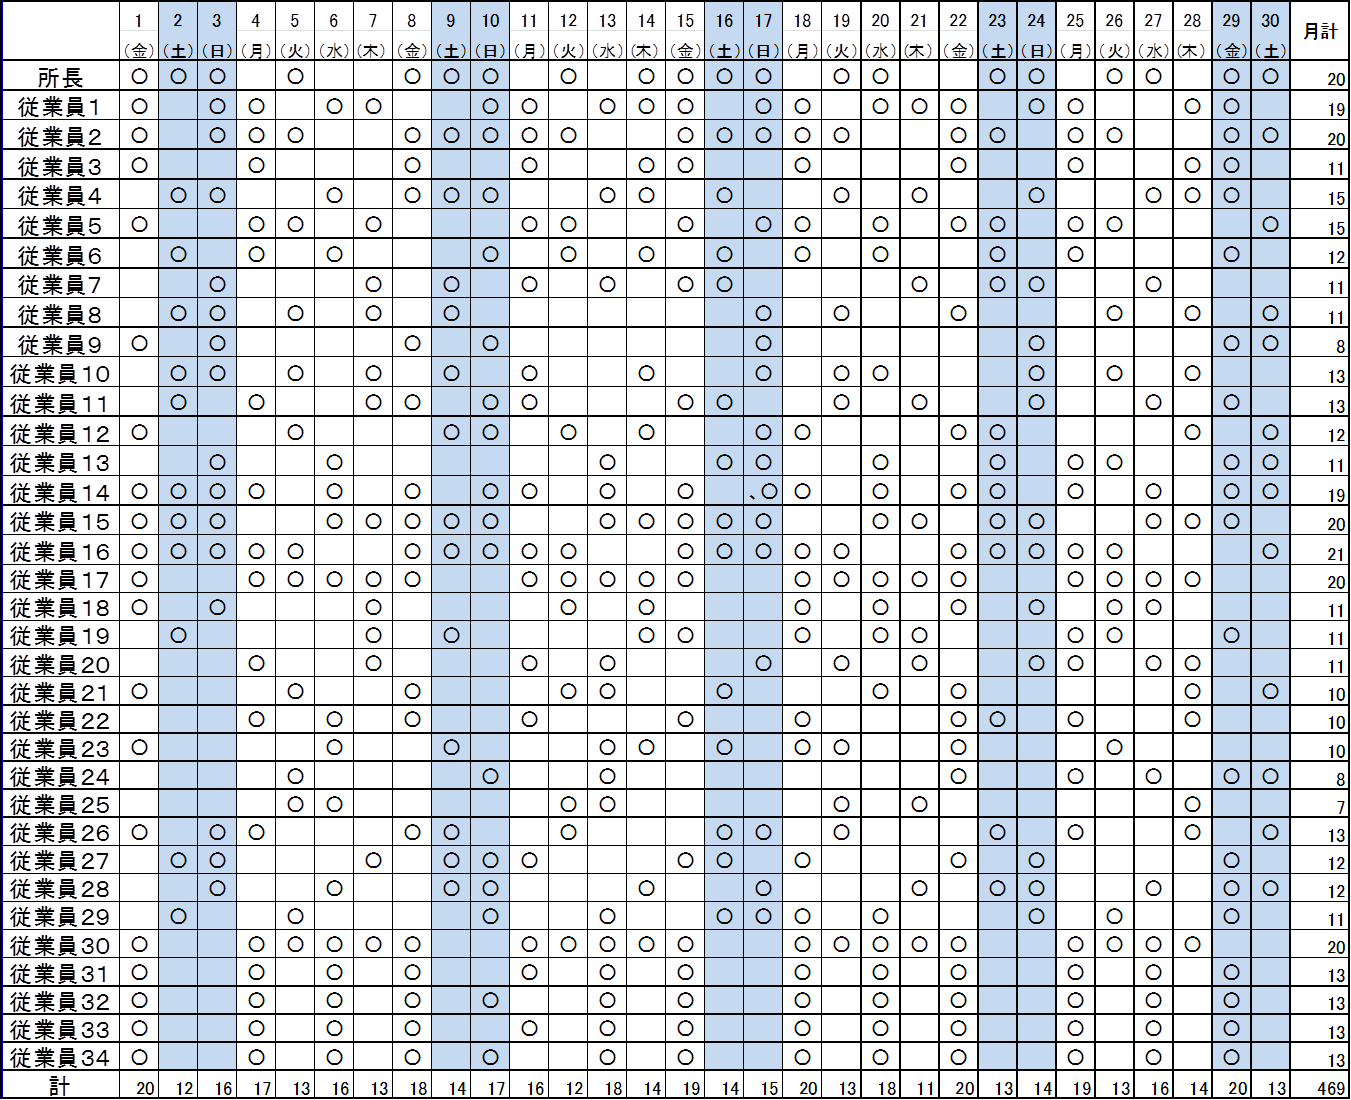 1 2 3 4 5 6 7 8 9 10 11 12 13 14 15 16 17 18 19 20 21 22 23 24 25 26 27 28 29 30 月計
（金） （土） （日） （月） （火） （水） （木） （金） （土） （日） （月） （火） （水） （木） （金） （土） （日） （月） （火） （水） （木） （金） （土） （日） （月） （火） （水） （木） （金） （土）
所長 〇 〇 〇 〇 〇 〇 〇 〇 〇 〇 〇 〇 〇 〇 〇 〇 〇 〇 〇 〇 20
従業員1 〇 〇 〇 〇 〇 〇 〇 〇 〇 〇 〇 〇 〇 〇 〇 〇 〇 〇 〇 19
従業員2 〇 〇 〇 〇 〇 〇 〇 〇 〇 〇 〇 〇 〇 〇 〇 〇 〇 〇 〇 〇 20
従業員3 〇 〇 〇 〇 〇 〇 〇 〇 〇 〇 〇 11
従業員4 〇 〇 〇 〇 〇 〇 〇 〇 〇 〇 〇 〇 〇 〇 〇 15
従業員5 〇 〇 〇 〇 〇 〇 〇 〇 〇 〇 〇 〇 〇 〇 〇 15
従業員6 〇 〇 〇 〇 〇 〇 〇 〇 〇 〇 〇 〇 12
従業員7 〇 〇 〇 〇 〇 〇 〇 〇 〇 〇 〇 11
従業員8 〇 〇 〇 〇 〇 〇 〇 〇 〇 〇 〇 11
従業員9 〇 〇 〇 〇 〇 〇 〇 〇 8
従業員10 〇 〇 〇 〇 〇 〇 〇 〇 〇 〇 〇 〇 〇 13
従業員11 〇 〇 〇 〇 〇 〇 〇 〇 〇 〇 〇 〇 〇 13
従業員12 〇 〇 〇 〇 〇 〇 〇 〇 〇 〇 〇 〇 12
従業員13 〇 〇 〇 〇 〇 〇 〇 〇 〇 〇 〇 11
従業員14 〇 〇 〇 〇 〇 〇 〇 〇 〇 〇 、〇 〇 〇 〇 〇 〇 〇 〇 〇 19
従業員15 〇 〇 〇 〇 〇 〇 〇 〇 〇 〇 〇 〇 〇 〇 〇 〇 〇 〇 〇 〇 20
従業員16 〇 〇 〇 〇 〇 〇 〇 〇 〇 〇 〇 〇 〇 〇 〇 〇 〇 〇 〇 〇 〇 21
従業員17 〇 〇 〇 〇 〇 〇 〇 〇 〇 〇 〇 〇 〇 〇 〇 〇 〇 〇 〇 〇 20
従業員18 〇 〇 〇 〇 〇 〇 〇 〇 〇 〇 〇 11
従業員19 〇 〇 〇 〇 〇 〇 〇 〇 〇 〇 〇 11
従業員20 〇 〇 〇 〇 〇 〇 〇 〇 〇 〇 〇 11
従業員21 〇 〇 〇 〇 〇 〇 〇 〇 〇 〇 10
従業員22 〇 〇 〇 〇 〇 〇 〇 〇 〇 〇 10
従業員23 〇 〇 〇 〇 〇 〇 〇 〇 〇 〇 10
従業員24 〇 〇 〇 〇 〇 〇 〇 〇 8
従業員25 〇 〇 〇 〇 〇 〇 〇 7
従業員26 〇 〇 〇 〇 〇 〇 〇 〇 〇 〇 〇 〇 〇 13
従業員27 〇 〇 〇 〇 〇 〇 〇 〇 〇 〇 〇 〇 12
従業員28 〇 〇 〇 〇 〇 〇 〇 〇 〇 〇 〇 〇 12
従業員29 〇 〇 〇 〇 〇 〇 〇 〇 〇 〇 〇 11
従業員30 〇 〇 〇 〇 〇 〇 〇 〇 〇 〇 〇 〇 〇 〇 〇 〇 〇 〇 〇 〇 20
従業員31 〇 〇 〇 〇 〇 〇 〇 〇 〇 〇 〇 〇 〇 13
従業員32 〇 〇 〇 〇 〇 〇 〇 〇 〇 〇 〇 〇 〇 13
従業員33 〇 〇 〇 〇 〇 〇 〇 〇 〇 〇 〇 〇 〇 13
従業員34 〇 〇 〇 〇 〇 〇 〇 〇 〇 〇 〇 〇 〇 13
計 20 12 16 17 13 16 13 18 14 17 16 12 18 14 19 14 15 20 13 18 11 20 13 14 19 13 16 14 20 13 469